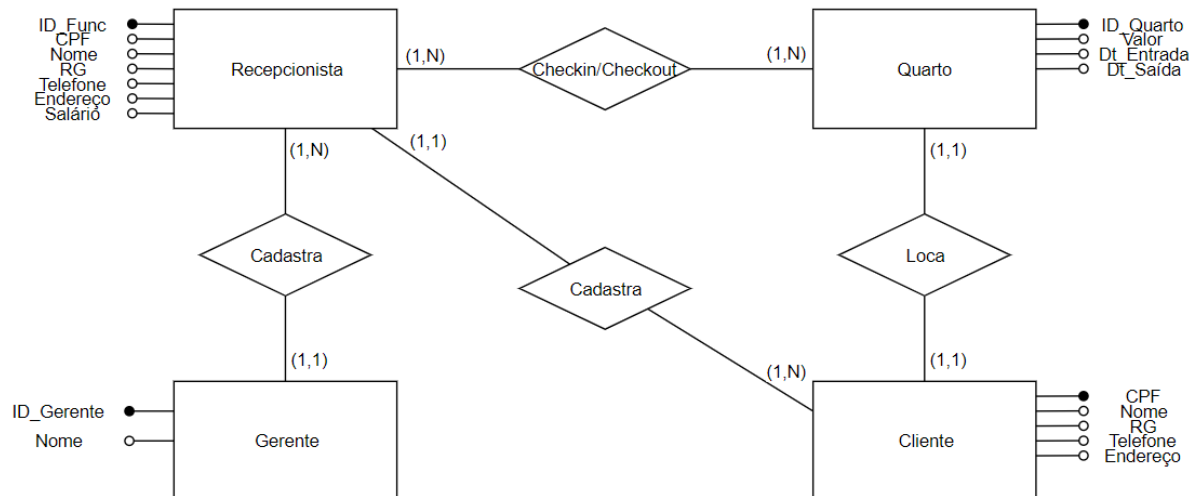 ID_Func
CPF
Nome
RG
Telefone
Endereço
Salário
Recepcionista
(1,N)
Checkin/Checkout
(1,N)
Quarto
ID_Quarto
Valor
Dt_Entrada
Dt_Saída
(1,N)
(1,1)
(1,1)
Cadastra
Cadastra
Loca
(1,1)
(1,N)
(1,1)
ID_Gerente
Nome
Gerente
Cliente
CPF
Nome
RG
Telefone
Endereço